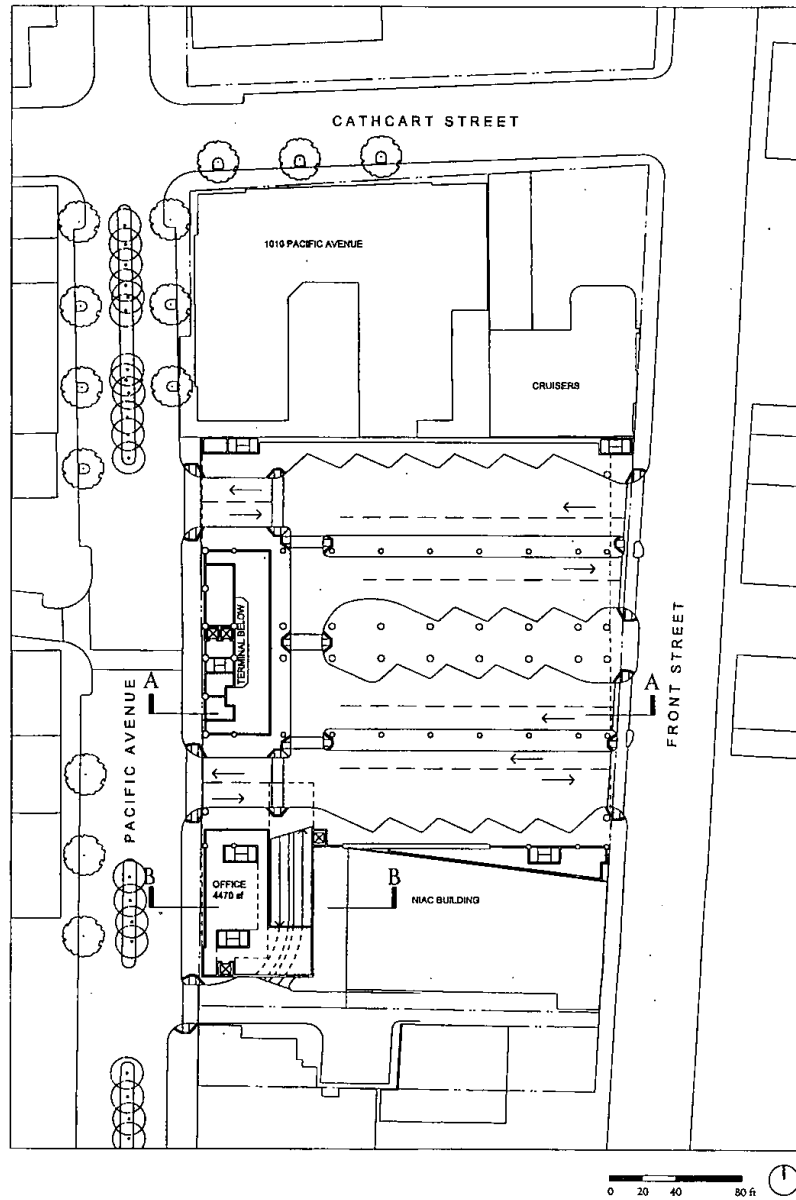 CATHCART STREET
1010 PACIFIC AVENUE
CRUISERS
TERMINAL BELOW
A
A
PACIFIC AVENUE
FRONT STREET
B
B
OFFICE
4470 sf
NIAC BUILDING
0 20 40 80 ft